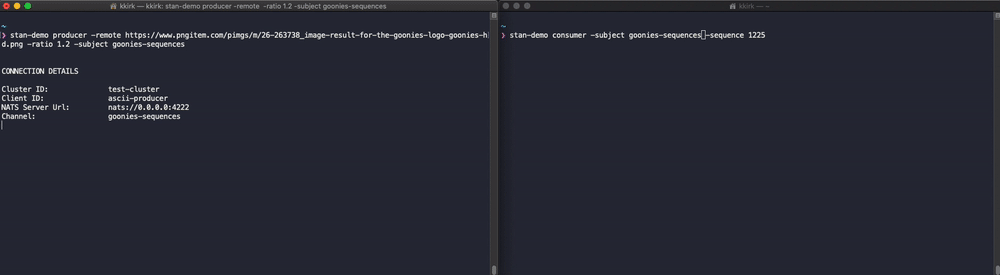 kkirk — kkirk: stan-demo producer -remote -ratio 1.2 -subject goonies-sequences
~
❯ stan-demo producer -remote https://www.pngitem.com/pimgs/m/26-263738_image-result-for-the-goonies-logo-goonies-h
d.png -ratio 1.2 -subject goonies-sequences
CONNECTION DETAILS
Cluster ID: test-cluster
Client ID: ascii-producer
NATS Server Url: nats://0.0.0.0:4222
Channel: goonies-sequences
kkirk — ~
~
❯ stan-demo consumer -subject goonies-sequences -sequence 1225